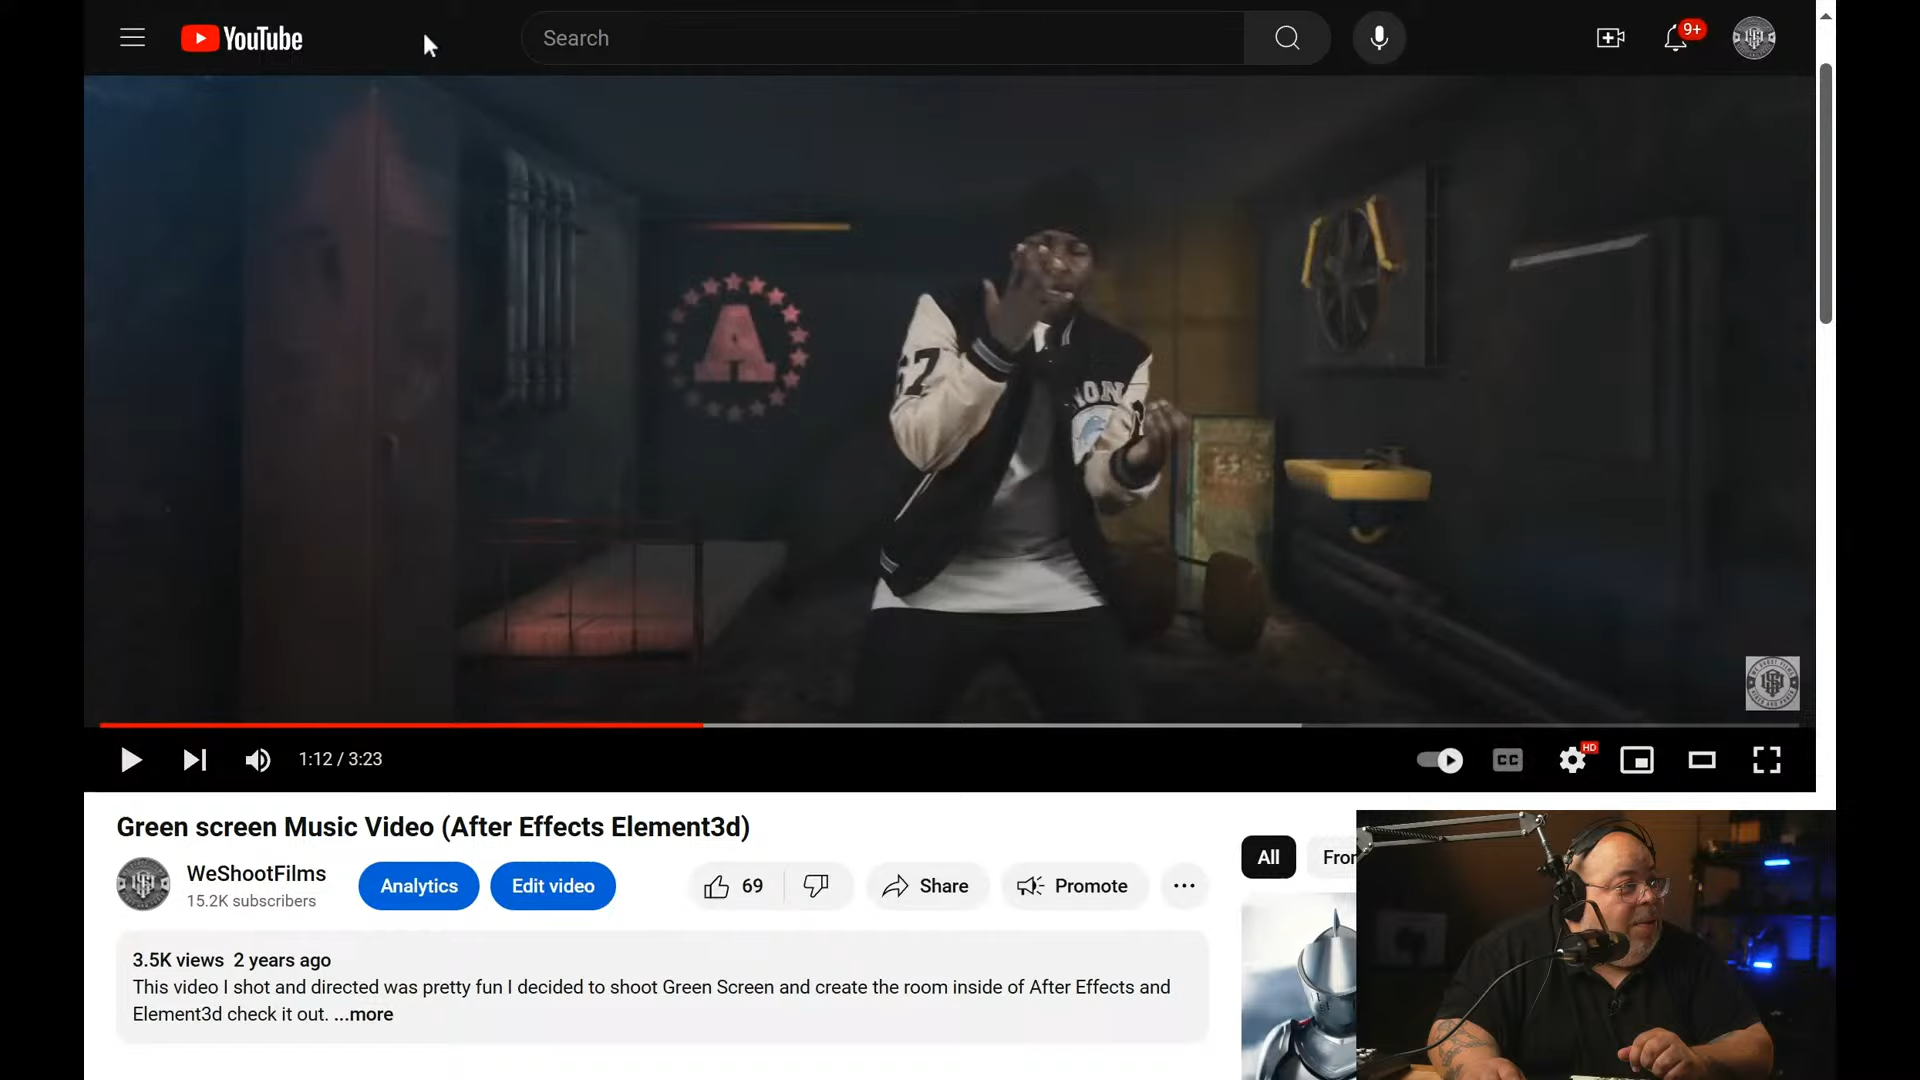 YouTube
Search
9+
A
57
1:12 / 3:23
CC
HD
Green screen Music Video (After Effects Element3d)
WeShootFilms
15.2K subscribers
Analytics
Edit video
69
Share
Promote
All
From
3.5K views 2 years ago
This video I shot and directed was pretty fun I decided to shoot Green Screen and create the room inside of After Effects and
Element3d check it out. ...more